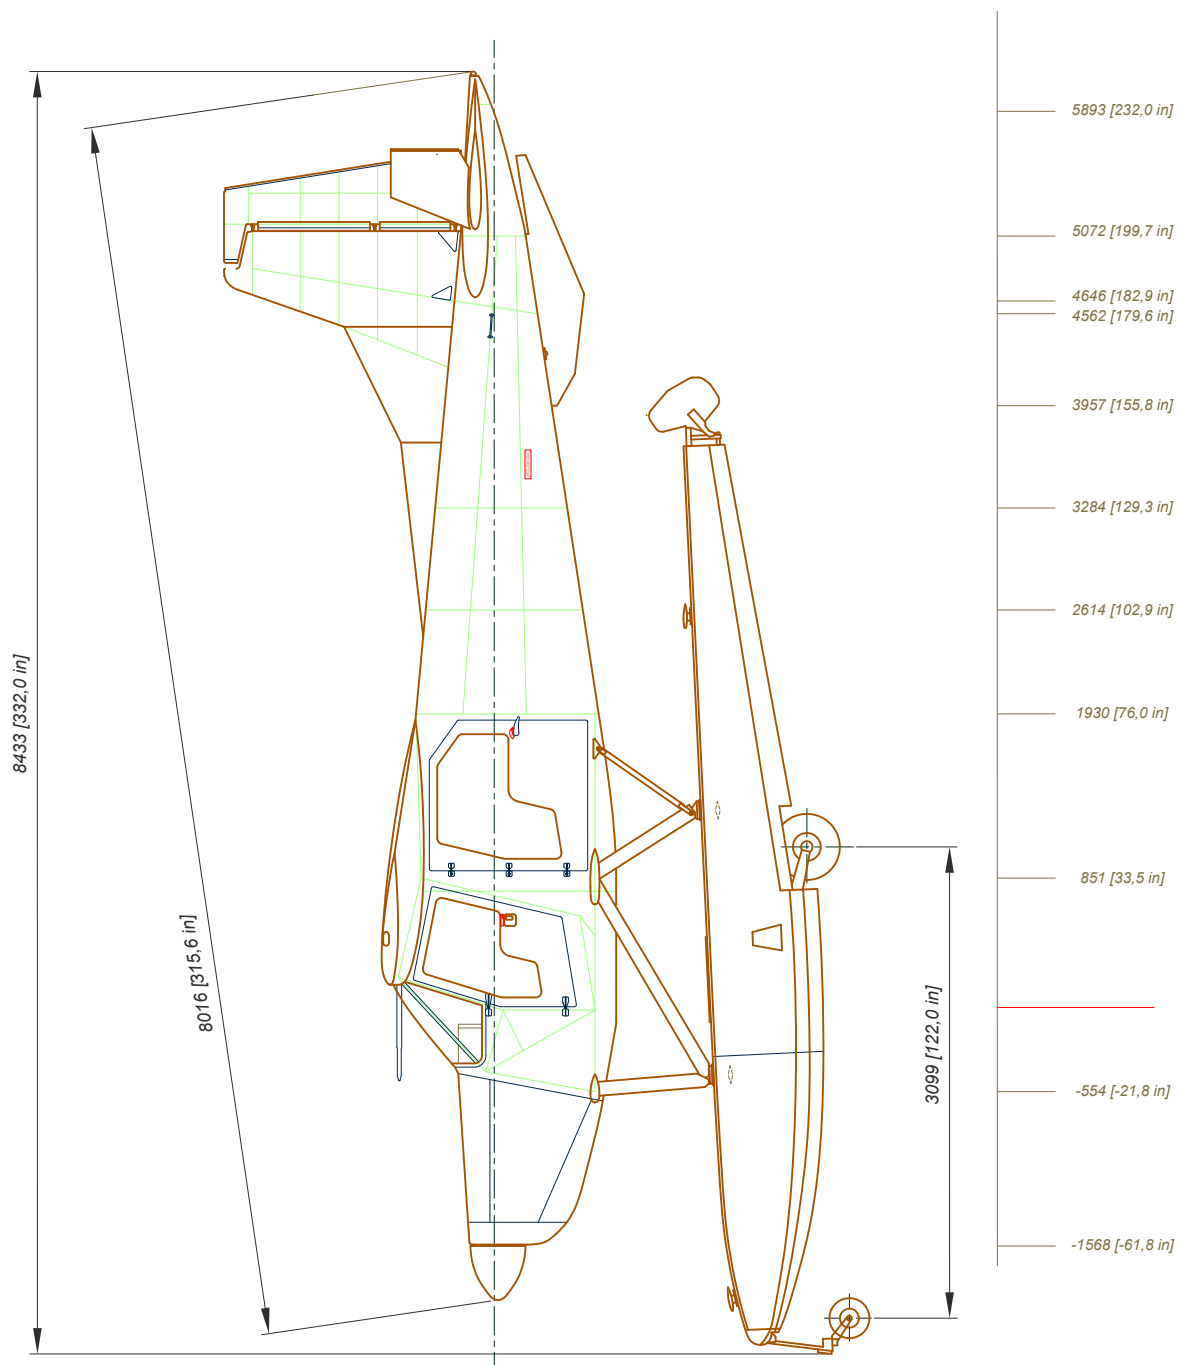 5893 [232,0 in]
5072 [199,7 in]
4646 [182,9 in]
4562 [179,6 in]
3957 [155,8 in]
3284 [129,3 in]
2614 [102,9 in]
1930 [76,0 in]
851 [33,5 in]
-554 [-21,8 in]
-1568 [-61,8 in]
8433 [332,0 in]
8016 [315,6 in]
3099 [122,0 in]